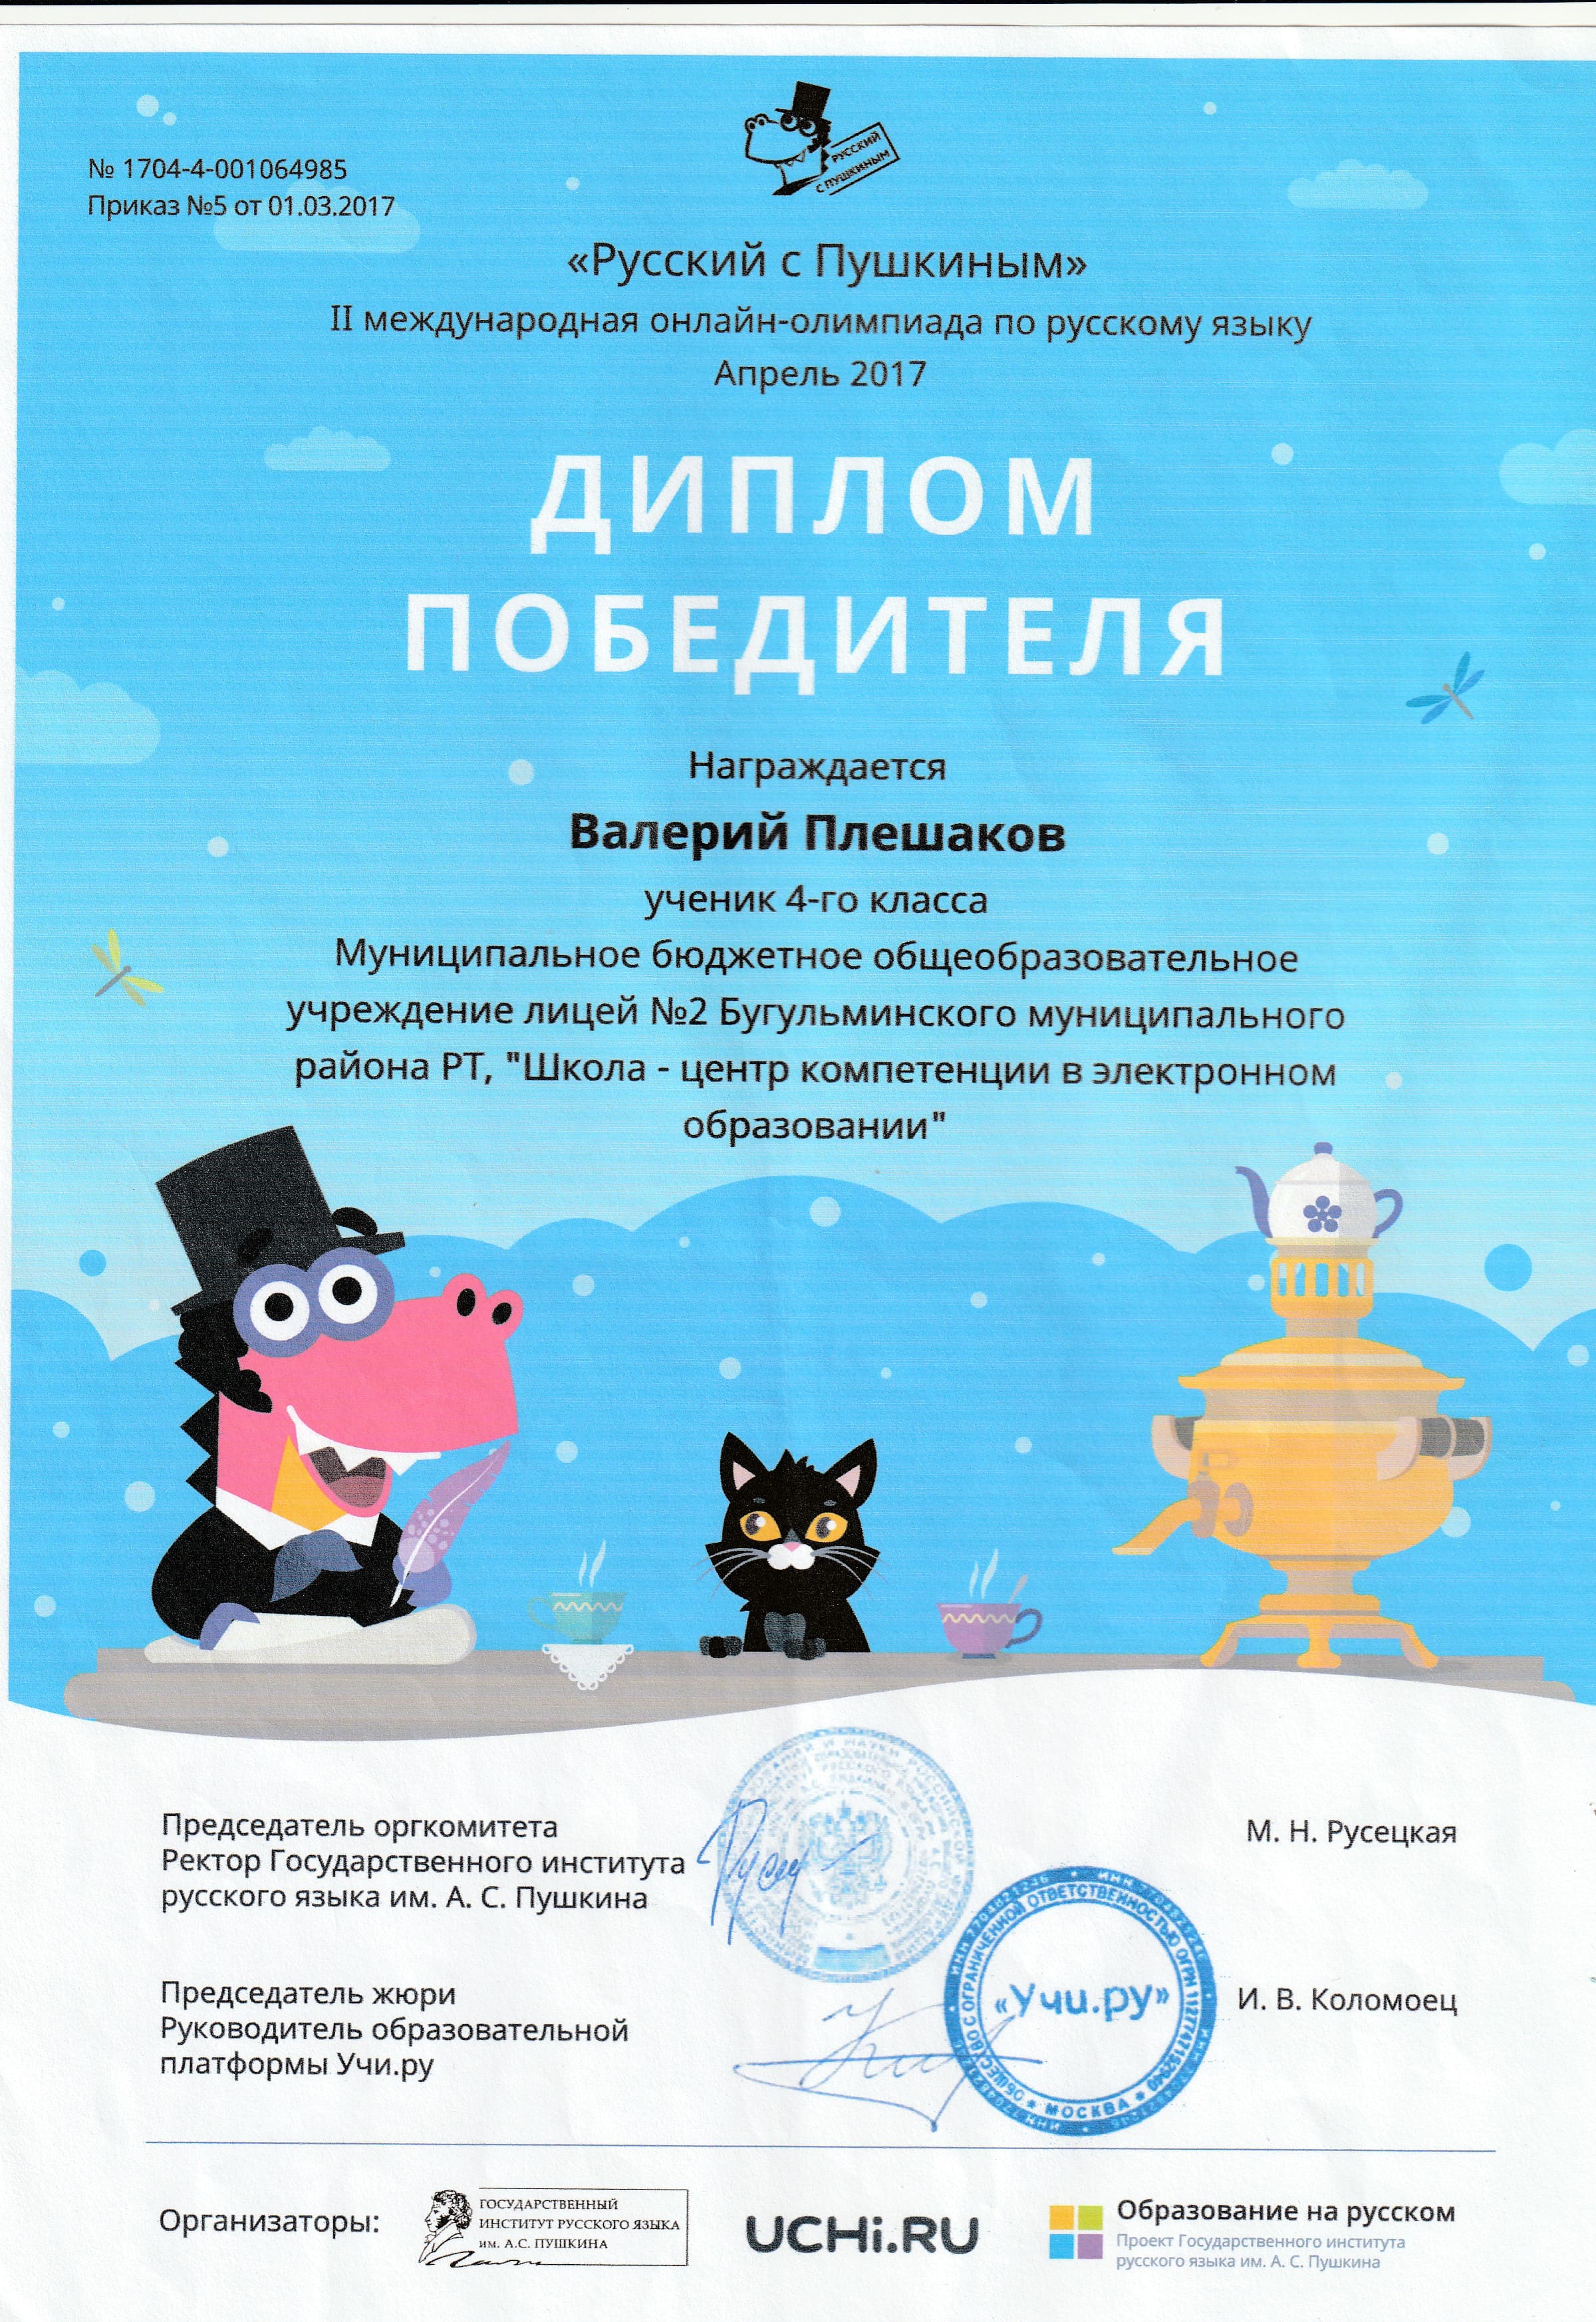 РУССКИЙ
С ПУШКИНЫМ
№ 1704-4-001064985
Приказ №5 от 01.03.2017
«Русский с Пушкиным»
II международная онлайн-олимпиада по русскому языку
Апрель 2017
ДИПЛОМ
ПОБЕДИТЕЛЯ
Награждается
Валерий Плешаков
ученик 4-го класса
Муниципальное бюджетное общеобразовательное
учреждение лицей №2 Бугульминского муниципального
района РТ, "Школа - центр компетенции в электронном
образовании"
Председатель оргкомитета
Ректор Государственного института
русского языка им. А. С. Пушкина
М. Н. Русецкая
Председатель жюри
Руководитель образовательной
платформы Учи.ру
«Учи.ру»
ОБЩЕСТВО С ОГРАНИЧЕННОЙ ОТВЕТСТВЕННОСТЬЮ
МОСКВА
И. В. Коломоец
Организаторы:
ГОСУДАРСТВЕННЫЙ
ИНСТИТУТ РУССКОГО ЯЗЫКА
ИМ. А.С. ПУШКИНА
UCHi.RU
Образование на русском
Проект Государственного института
русского языка им. А. С. Пушкина